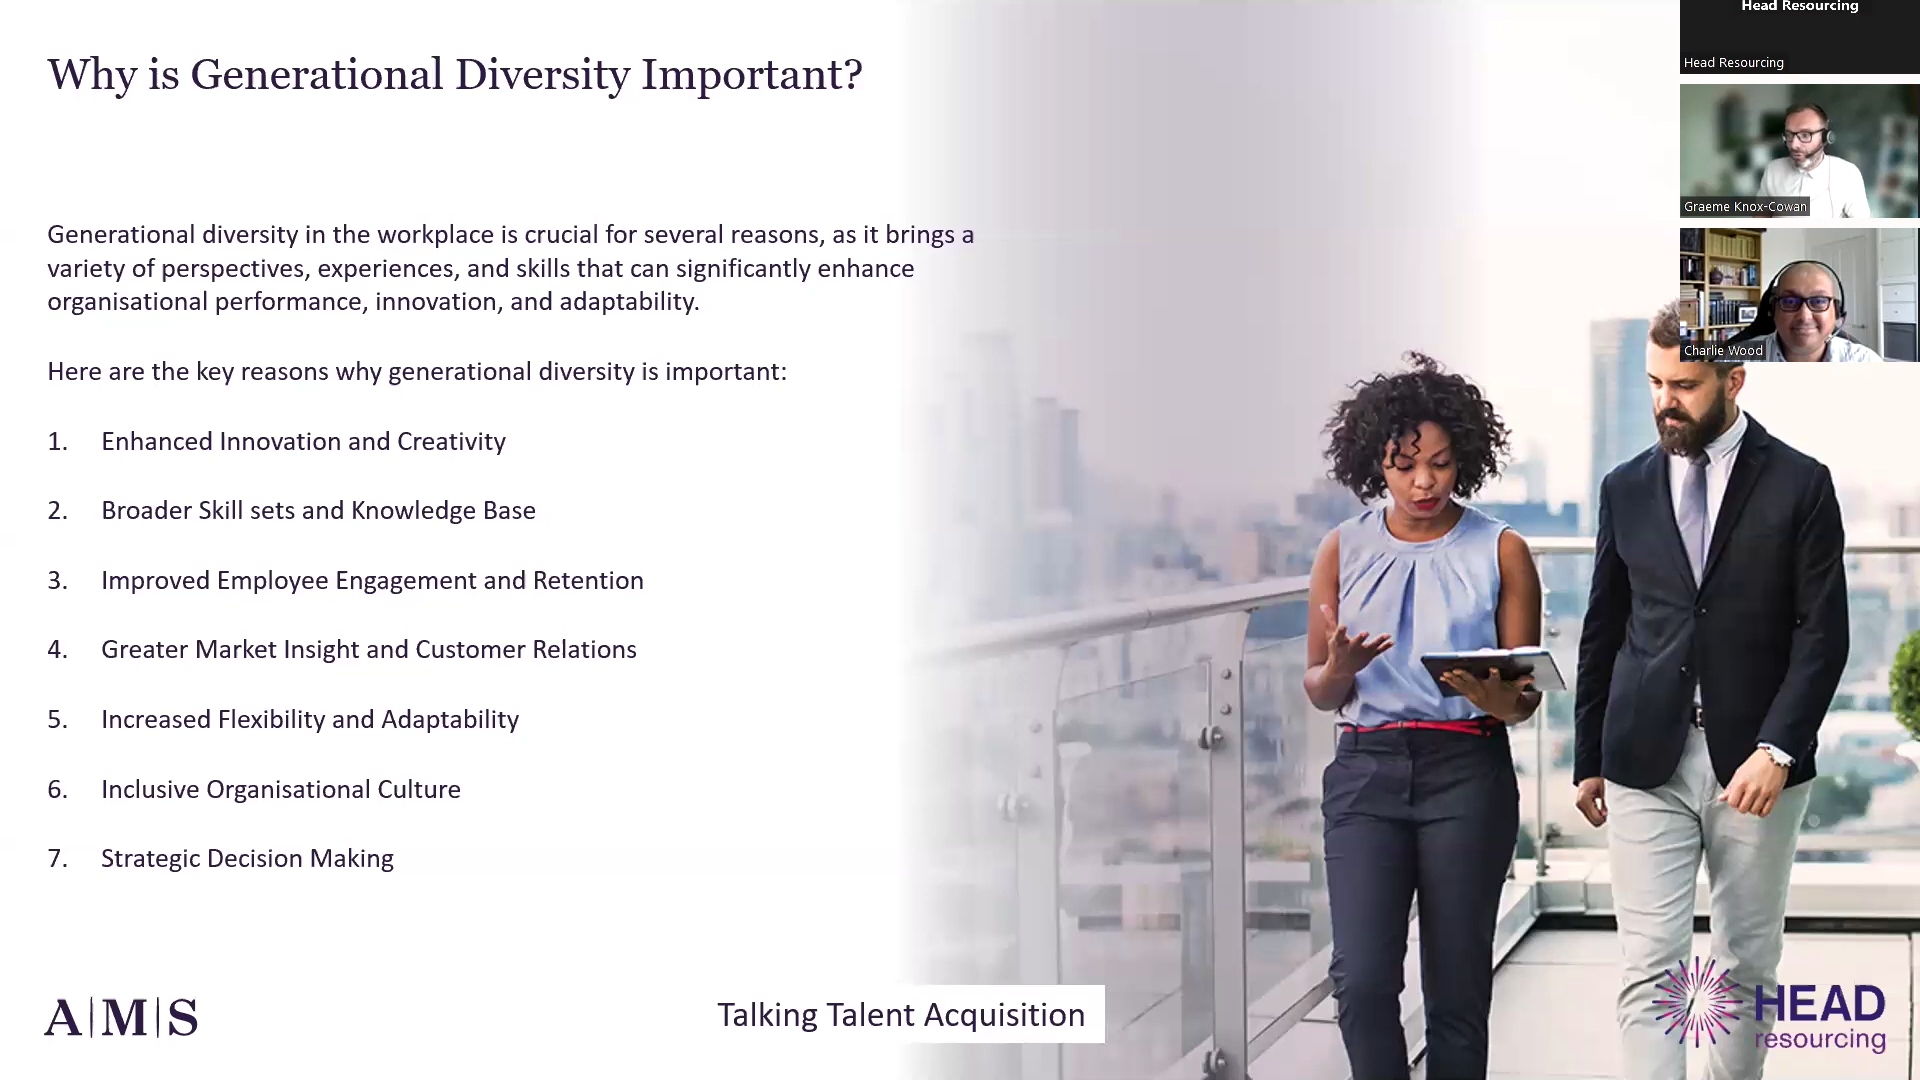 Why is Generational Diversity Important?
Generational diversity in the workplace is crucial for several reasons, as it brings a
variety of perspectives, experiences, and skills that can significantly enhance
organisational performance, innovation, and adaptability.
Here are the key reasons why generational diversity is important:
1. Enhanced Innovation and Creativity
2. Broader Skill sets and Knowledge Base
3. Improved Employee Engagement and Retention
4. Greater Market Insight and Customer Relations
5. Increased Flexibility and Adaptability
6. Inclusive Organisational Culture
7. Strategic Decision Making
A|M|S
Talking Talent Acquisition
HEAD
resourcing
Head Resourcing
Head Resourcing
Graeme Knox-Cowan
Charlie Wood